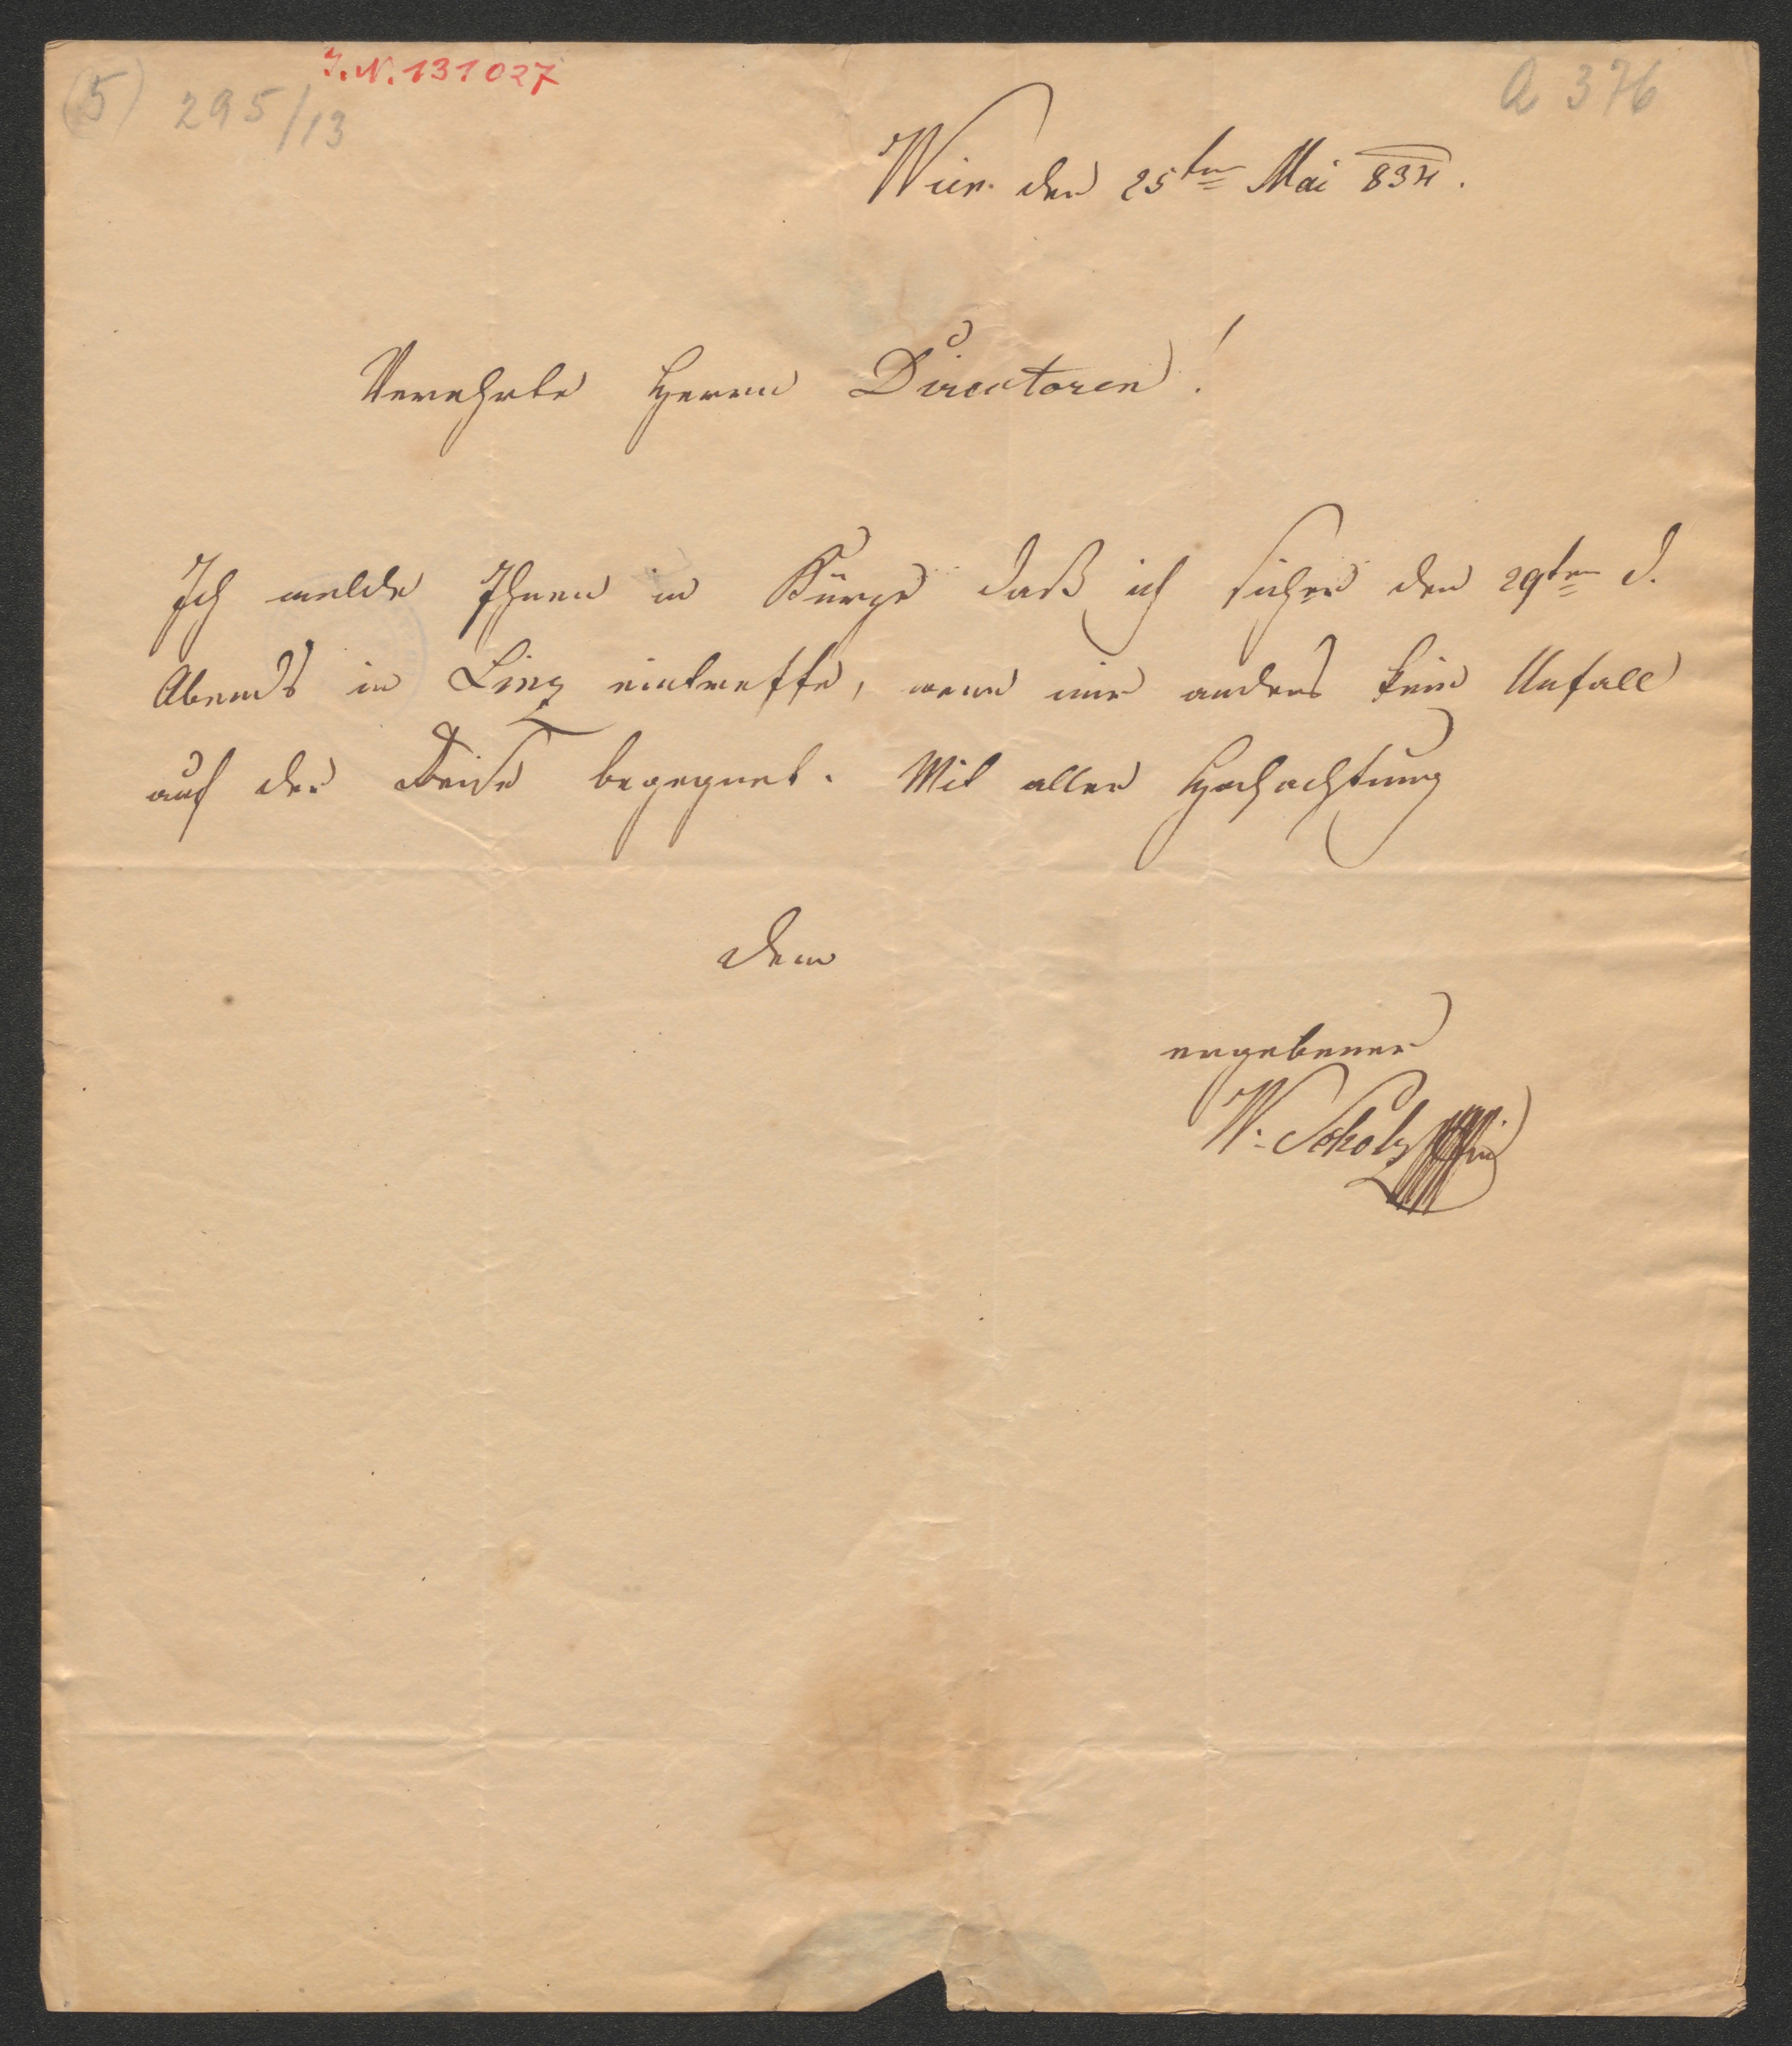 (5) 295/13
I.N. 131027
a 376
Wien den 25ten Mai 834.
Verehrte Herrn Directoren!
Ich melde Ihnen in Kürze daß ich sicher den 29ten d.
Abends in Linz eintreffe, wenn mir anders kein Unfall
auf der Reise begegnet. Mit aller Hochachtung
Dero
ergebener
W. Scholz